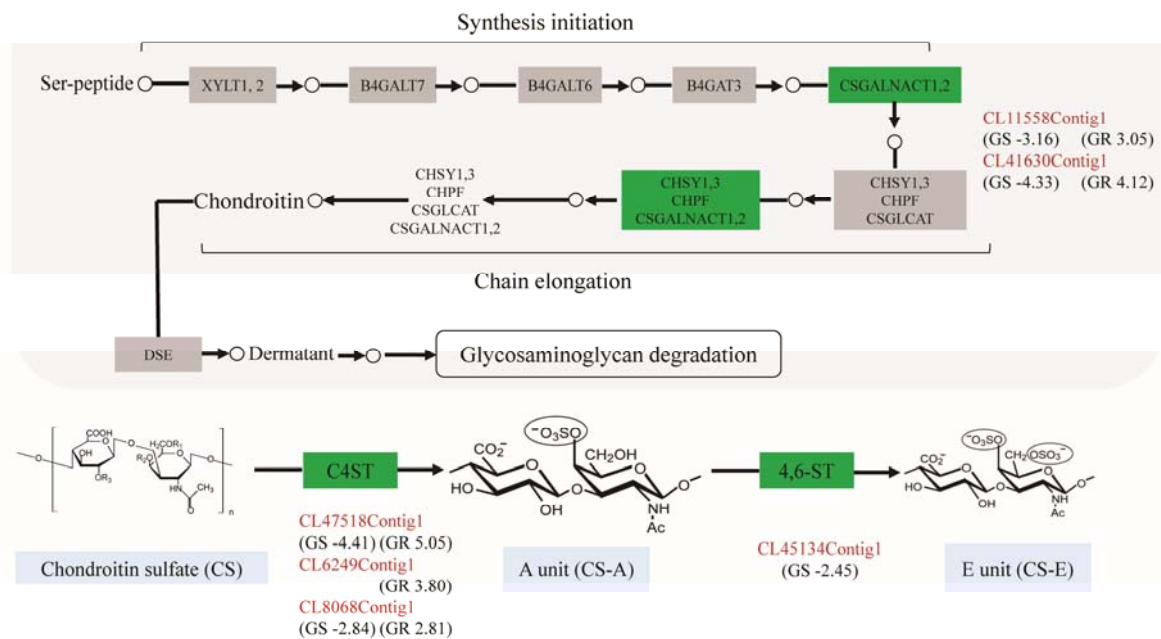 Synthesis initiation
Ser-peptide
XYLT1, 2
B4GALT7
B4GALT6
B4GAT3
CSGALNACT1,2
CL11558Contig1
(GS -3.16) (GR 3.05)
CL41630Contig1
(GS -4.33) (GR 4.12)
Chondroitin
CHSY1,3
CHPF
CSGLCAT
CSGALNACT1,2
CHSY1,3
CHPF
CSGALNACT1,2
CHSY1,3
CHPF
CSGLCAT
Chain elongation
DSE
Dermatant
Glycosaminoglycan degradation
COOH
OH
O
O
OR₃
CH₂OR₁
R₂O
O
O
NH
CH₃
O
n
C4ST
CL47518Contig1
(GS -4.41) (GR 5.05)
CL6249Contig1
(GR 3.80)
CL8068Contig1
(GS -2.84) (GR 2.81)
⁻O₃SO
CO₂⁻
CH₂OH
O
O
HO
OH
O
O
NH
Ac
4,6-ST
CL45134Contig1
(GS -2.45)
⁻O₃SO
CH₂OSO₃⁻
CO₂⁻
O
O
HO
OH
O
O
NH
Ac
Chondroitin sulfate (CS)
A unit (CS-A)
E unit (CS-E)